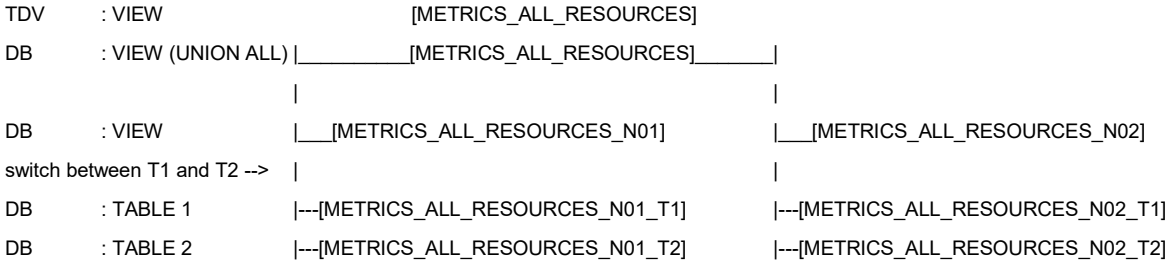 TDV : VIEW [METRICS_ALL_RESOURCES]
DB : VIEW (UNION ALL) |__________[METRICS_ALL_RESOURCES]_______|
| |
DB : VIEW |___[METRICS_ALL_RESOURCES_N01] |___[METRICS_ALL_RESOURCES_N02]
switch between T1 and T2 --> | |
DB : TABLE 1 |---[METRICS_ALL_RESOURCES_N01_T1] |---[METRICS_ALL_RESOURCES_N02_T1]
DB : TABLE 2 |---[METRICS_ALL_RESOURCES_N01_T2] |---[METRICS_ALL_RESOURCES_N02_T2]